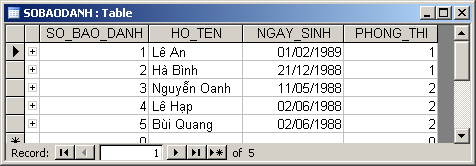 SOBAODANH : Table
SO_BAO_DANH HO_TEN NGAY_SINH PHONG_THI
1 Lê An 01/02/1989 1
2 Hà Bình 21/12/1988 1
3 Nguyễn Oanh 11/05/1988 2
4 Lê Hạp 02/06/1988 2
5 Bùi Quang 02/06/1988 2
0 0
Record: 1 of 5